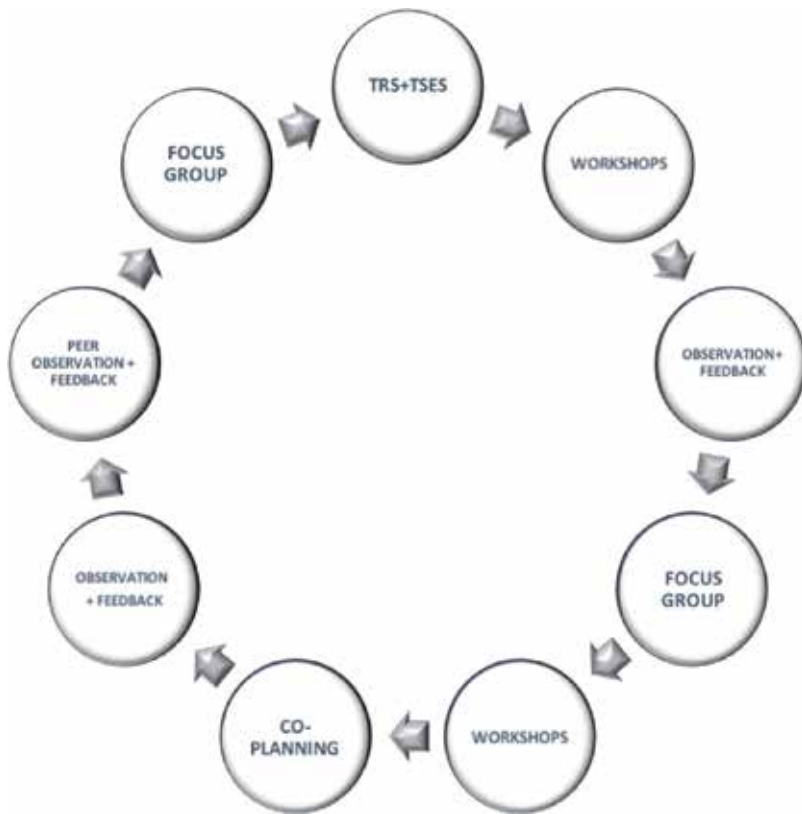 TRS+TSES
WORKSHOPS
OBSERVATION+
FEEDBACK
FOCUS
GROUP
WORKSHOPS
CO-
PLANNING
OBSERVATION
+ FEEDBACK
PEER
OBSERVATION +
FEEDBACK
FOCUS
GROUP